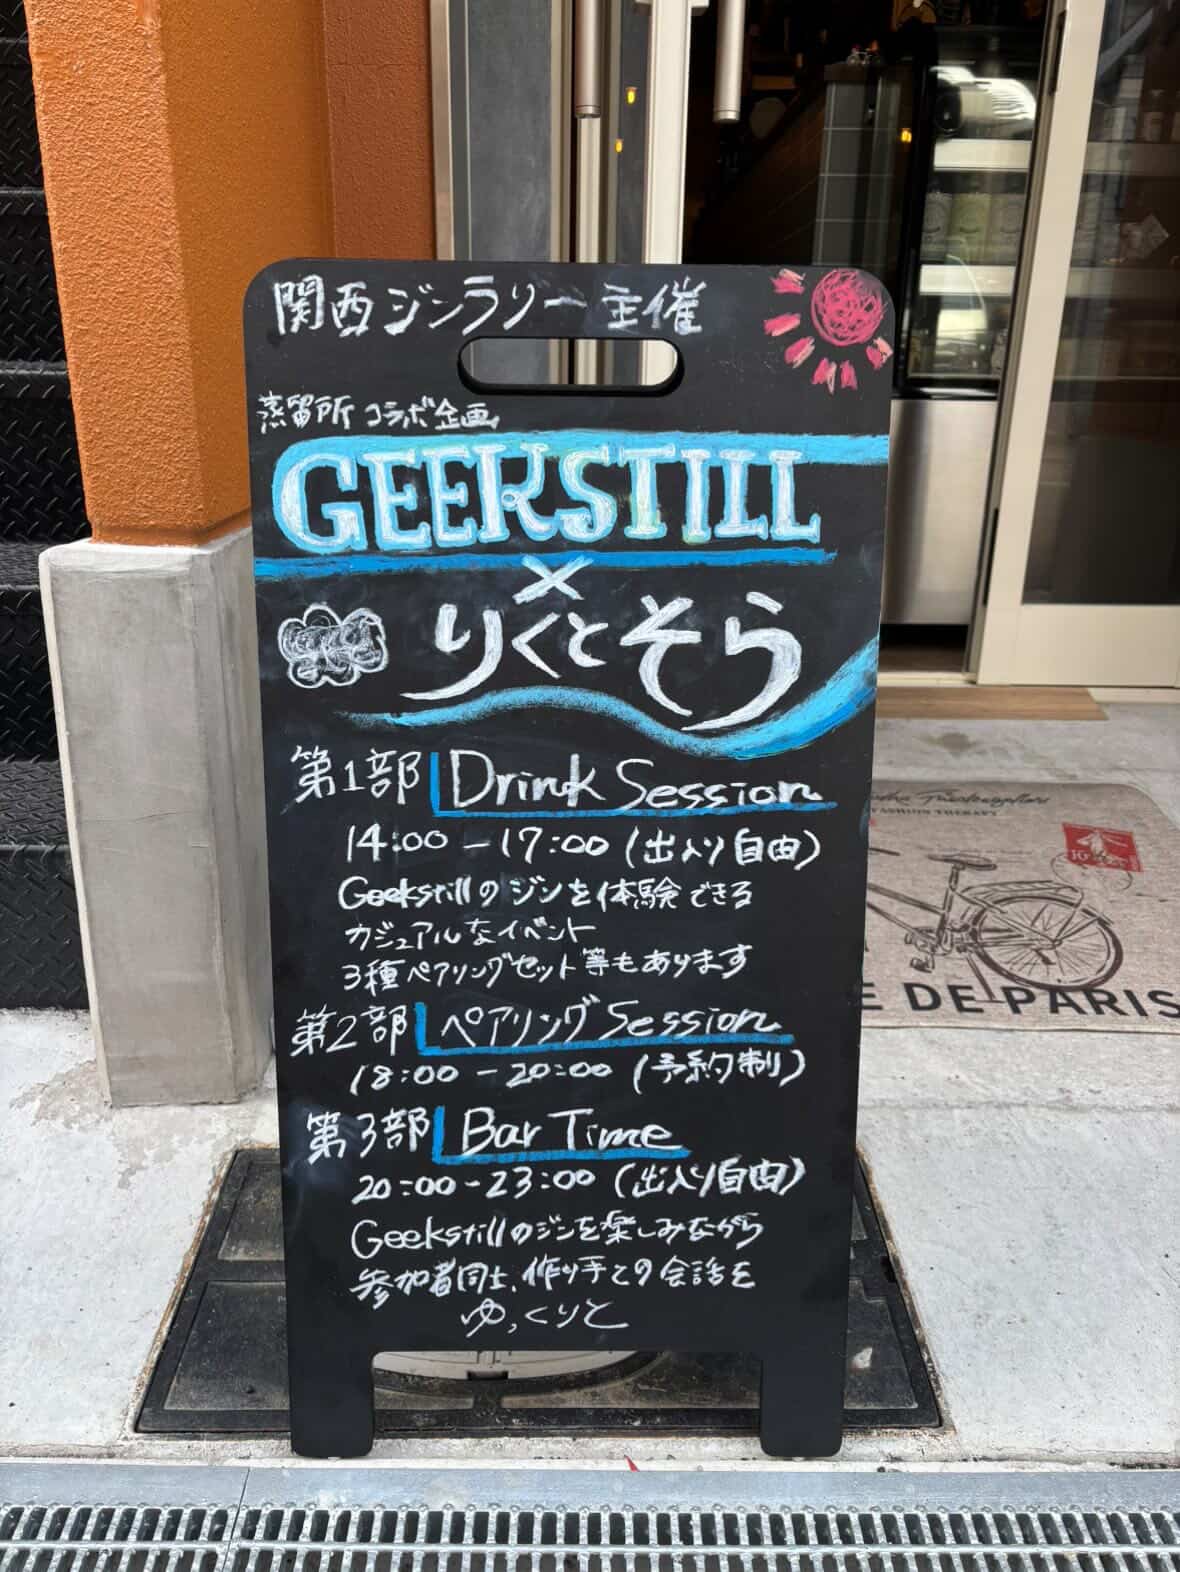 関西ジンラリー 主催
蒸留所 コラボ企画
GEEKSTILL
×
りくとそら
第1部 Drink Session
14:00 – 17:00 (出入り自由)
Geekstillのジンを体験できる
カジュアルなイベント
3種ペアリングセット等もあります
第2部 ペアリングSession
18:00 – 20:00 (予約制)
第3部 Bar Time
20:00 - 23:00 (出入り自由)
Geekstillのジンを楽しみながら
参加者同士、作り手との会話を
ゆっくりと
FASHION THERAPY
E DE PARIS